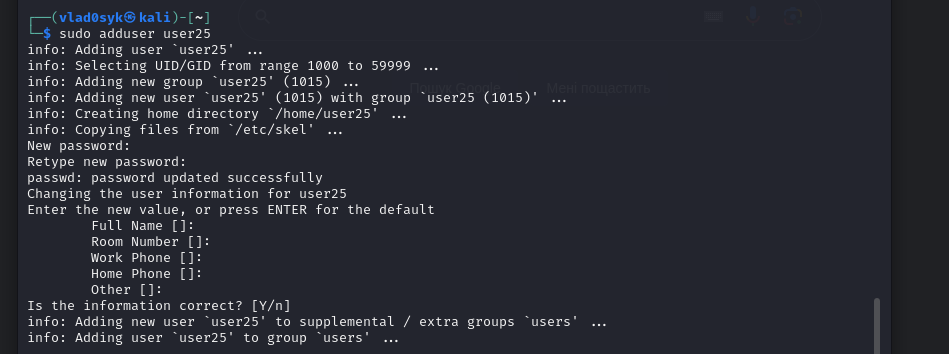 ┌──(vlad0syk㉿kali)-[~]
└─$ sudo adduser user25
info: Adding user `user25' ...
info: Selecting UID/GID from range 1000 to 59999 ...
info: Adding new group `user25' (1015) ...
info: Adding new user `user25' (1015) with group `user25 (1015)' ...
info: Creating home directory `/home/user25' ...
info: Copying files from `/etc/skel' ...
New password:
Retype new password:
passwd: password updated successfully
Changing the user information for user25
Enter the new value, or press ENTER for the default
Full Name []:
Room Number []:
Work Phone []:
Home Phone []:
Other []:
Is the information correct? [Y/n]
info: Adding new user `user25' to supplemental / extra groups `users' ...
info: Adding user `user25' to group `users' ...
Мені пощастить